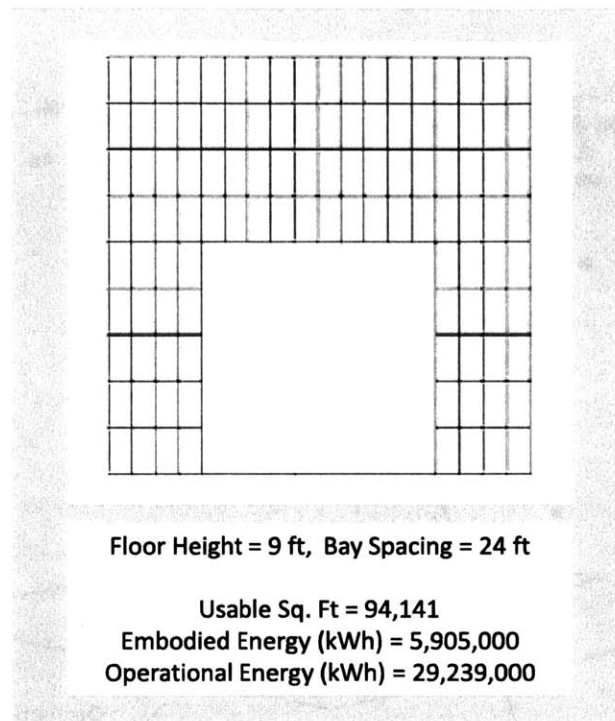 Floor Height = 9 ft, Bay Spacing = 24 ft
Usable Sq. Ft = 94,141
Embodied Energy (kWh) = 5,905,000
Operational Energy (kWh) = 29,239,000